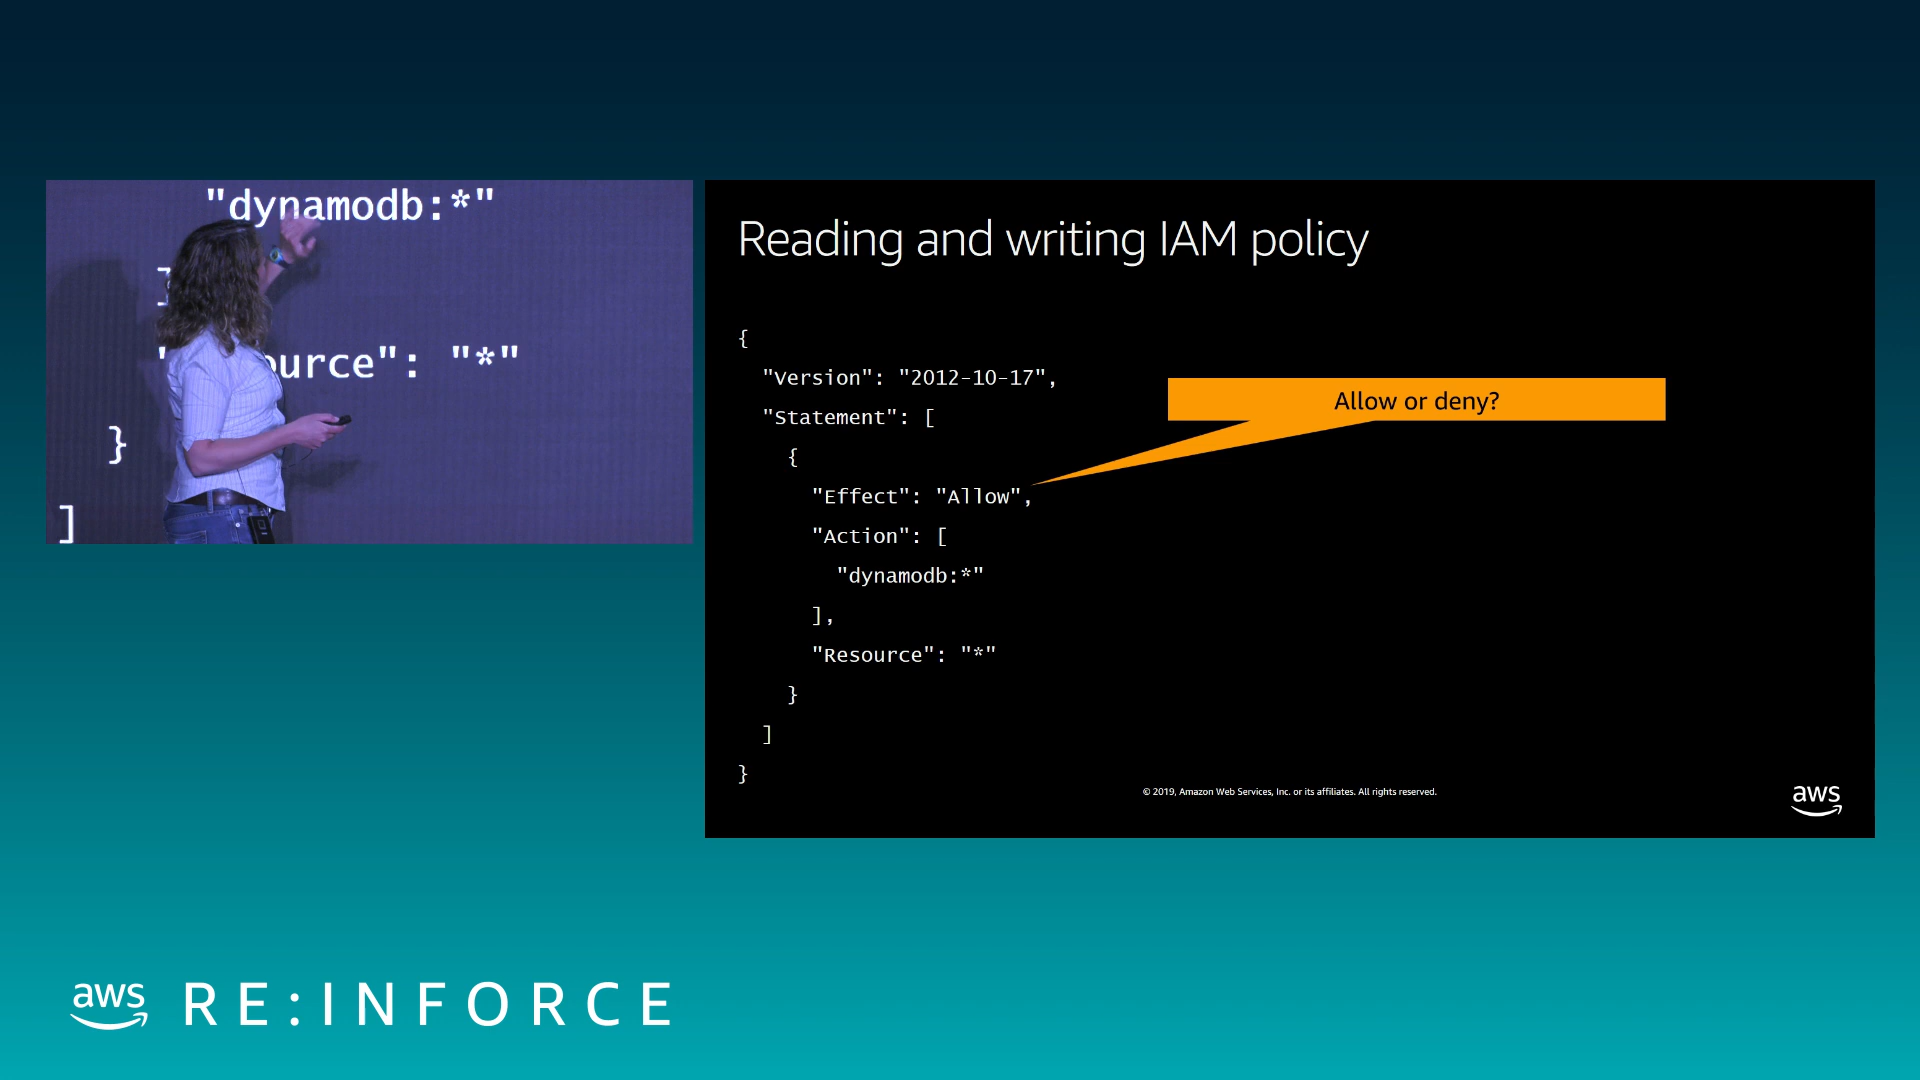 "dynamodb:*"
]
ource": "*"
}
]
Reading and writing IAM policy
{
"Version": "2012-10-17",
"Statement": [
{
"Effect": "Allow",
"Action": [
"dynamodb:*"
],
"Resource": "*"
}
]
}
Allow or deny?
© 2019, Amazon Web Services, Inc. or its affiliates. All rights reserved.
aws
aws RE:INFORCE